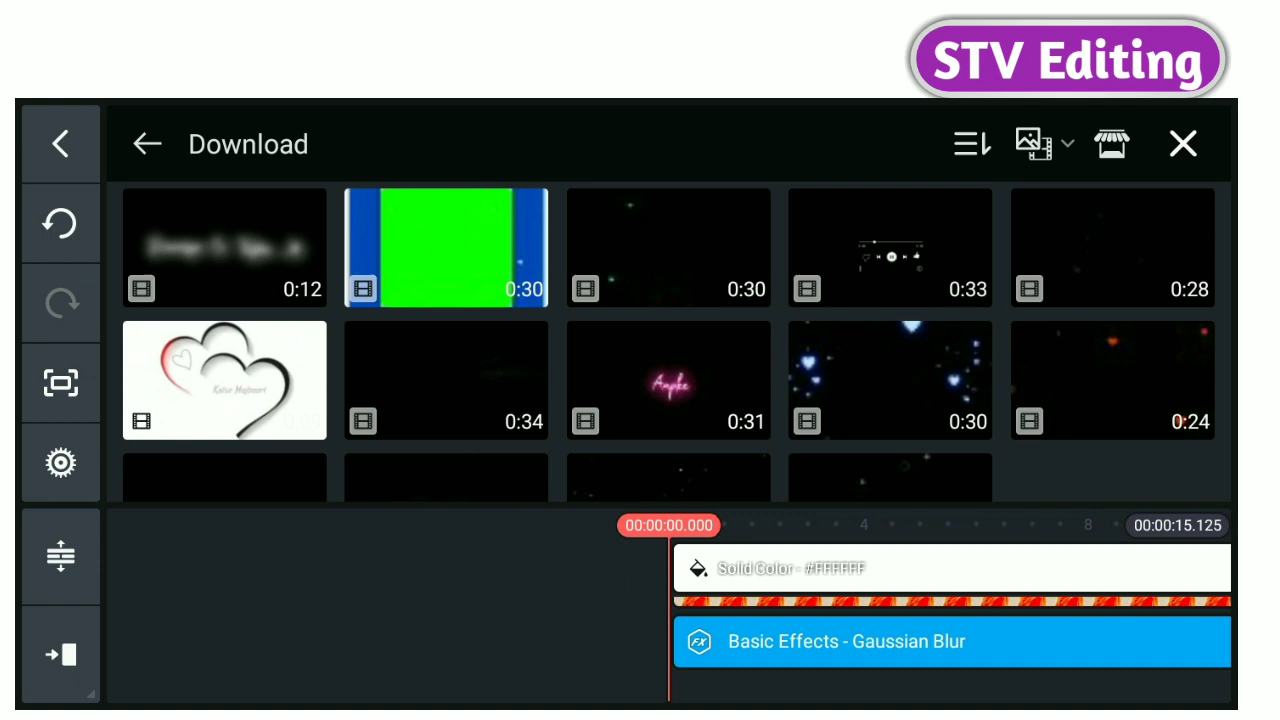 STV Editing
Download
0:12
0:30
0:30
0:33
0:28
0:34
Aapke
0:31
0:30
0:24
00:00:00.000
4
8
00:00:15.125
Solid Color - #FFFFFF
Basic Effects - Gaussian Blur